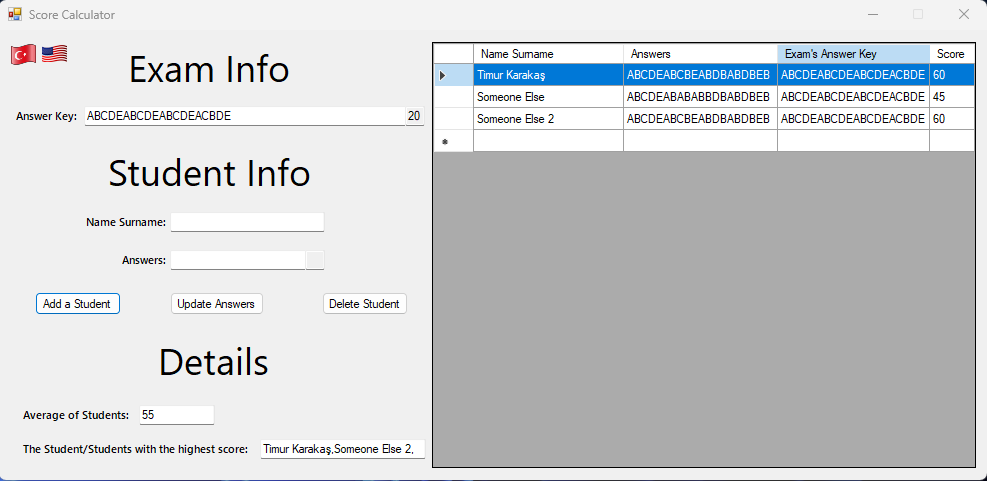 Score Calculator
Exam Info
Answer Key: ABCDEABCDEABCDEACBDE 20
Student Info
Name Surname:
Answers:
Add a Student Update Answers Delete Student
Details
Average of Students: 55
The Student/Students with the highest score: Timur Karakaş,Someone Else 2,
Name Surname Answers Exam's Answer Key Score
Timur Karakaş ABCDEABCBEABDBABDBEB ABCDEABCDEABCDEACBDE 60
Someone Else ABCDEABABABBDBABDBEB ABCDEABCDEABCDEACBDE 45
Someone Else 2 ABCDEABCBEABDBABDBEB ABCDEABCDEABCDEACBDE 60